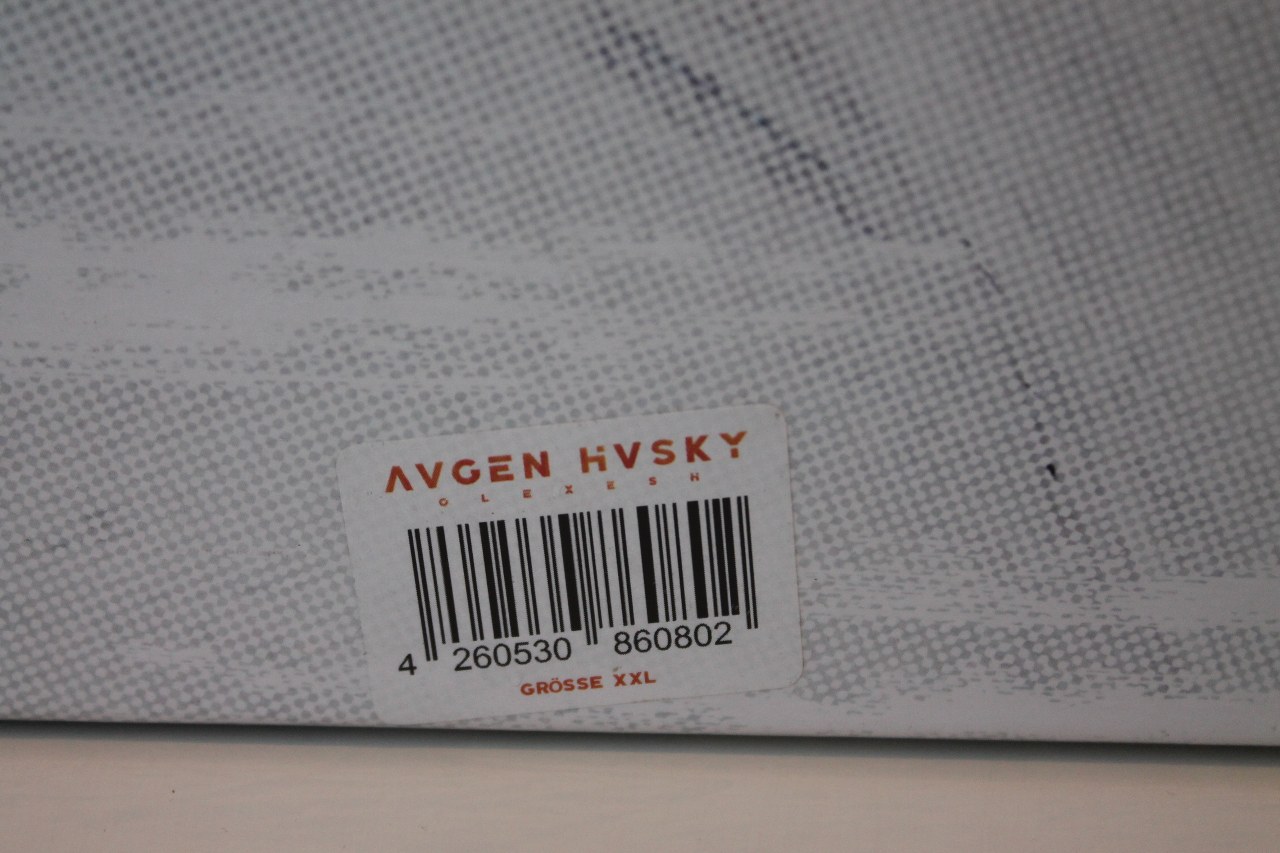 AVGEN HVSKY
OLEXESH
4 260530 860802
GRÖSSE XXL